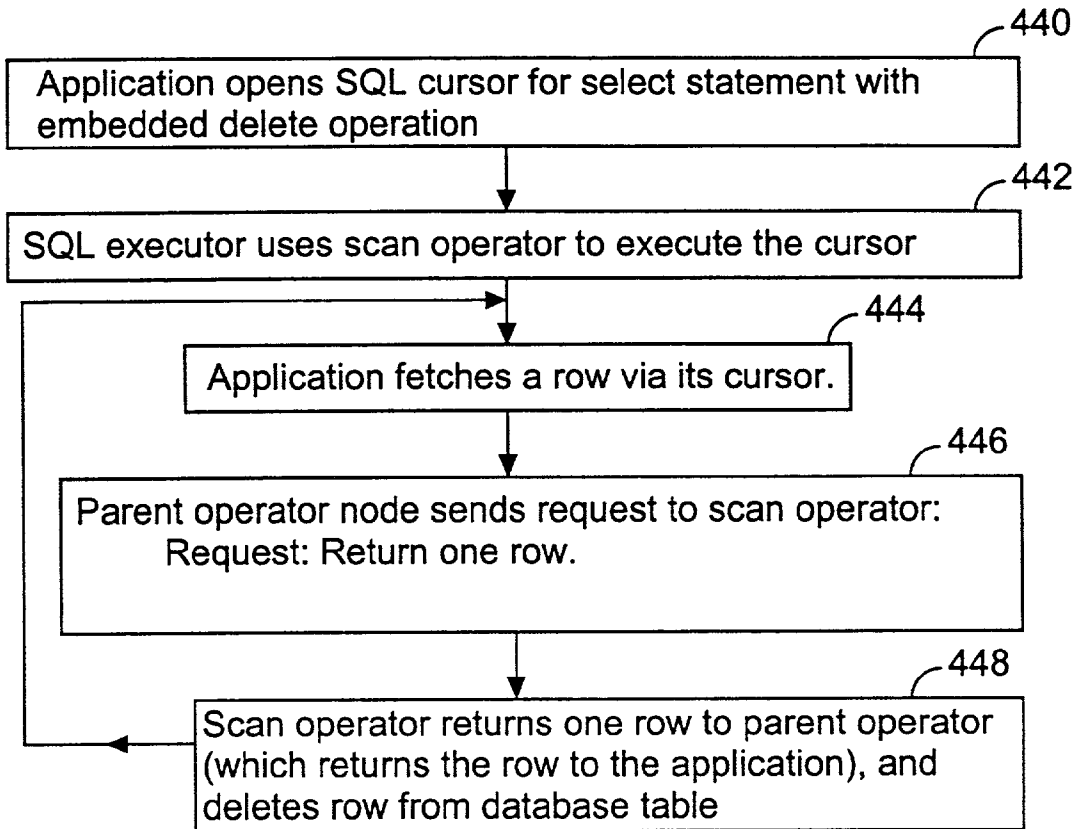 440
Application opens SQL cursor for select statement with
embedded delete operation
442
SQL executor uses scan operator to execute the cursor
444
Application fetches a row via its cursor.
446
Parent operator node sends request to scan operator:
Request: Return one row.
448
Scan operator returns one row to parent operator
(which returns the row to the application), and
deletes row from database table